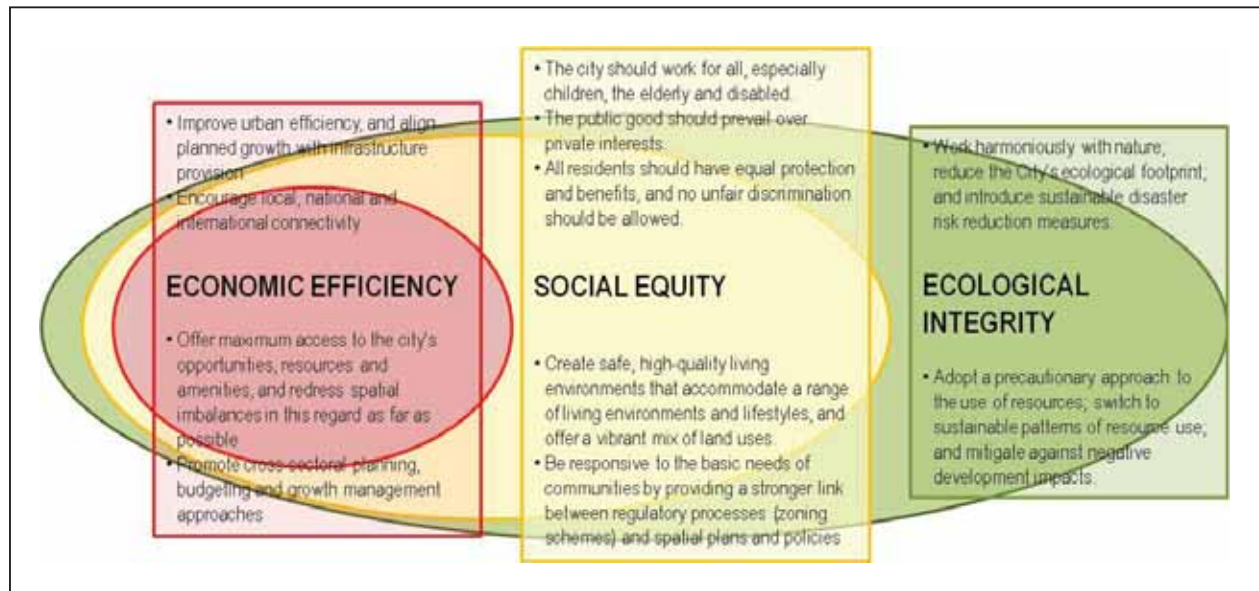 • Improve urban efficiency, and align
planned growth with infrastructure
provision
• Encourage local, national and
international connectivity
ECONOMIC EFFICIENCY
• Offer maximum access to the city's
opportunities, resources and
amenities, and redress spatial
imbalances in this regard as far as
possible
• Promote cross-sectoral planning,
budgeting and growth management
approaches
• The city should work for all, especially
children, the elderly and disabled.
• The public good should prevail over
private interests.
• All residents should have equal protection
and benefits, and no unfair discrimination
should be allowed.
SOCIAL EQUITY
• Create safe, high-quality living
environments that accommodate a range
of living environments and lifestyles, and
offer a vibrant mix of land uses.
• Be responsive to the basic needs of
communities by providing a stronger link
between regulatory processes (zoning
schemes) and spatial plans and policies
• Work harmoniously with nature;
reduce the City's ecological footprint;
and introduce sustainable disaster
risk reduction measures.
ECOLOGICAL
INTEGRITY
• Adopt a precautionary approach to
the use of resources; switch to
sustainable patterns of resource use;
and mitigate against negative
development impacts.